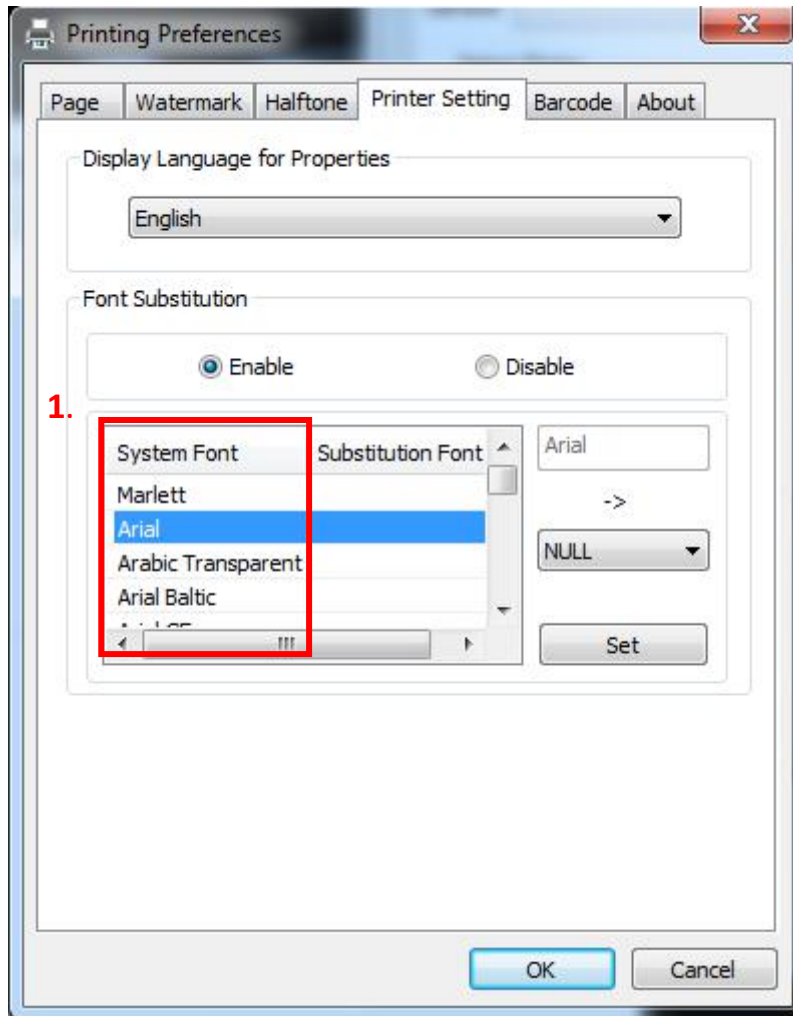 Printing Preferences
Page Watermark Halftone Printer Setting Barcode About
Display Language for Properties
English
Font Substitution
Enable Disable
1.
System Font Substitution Font Arial
Marlett ->
Arial
Arabic Transparent NULL
Arial Baltic
Set
OK Cancel